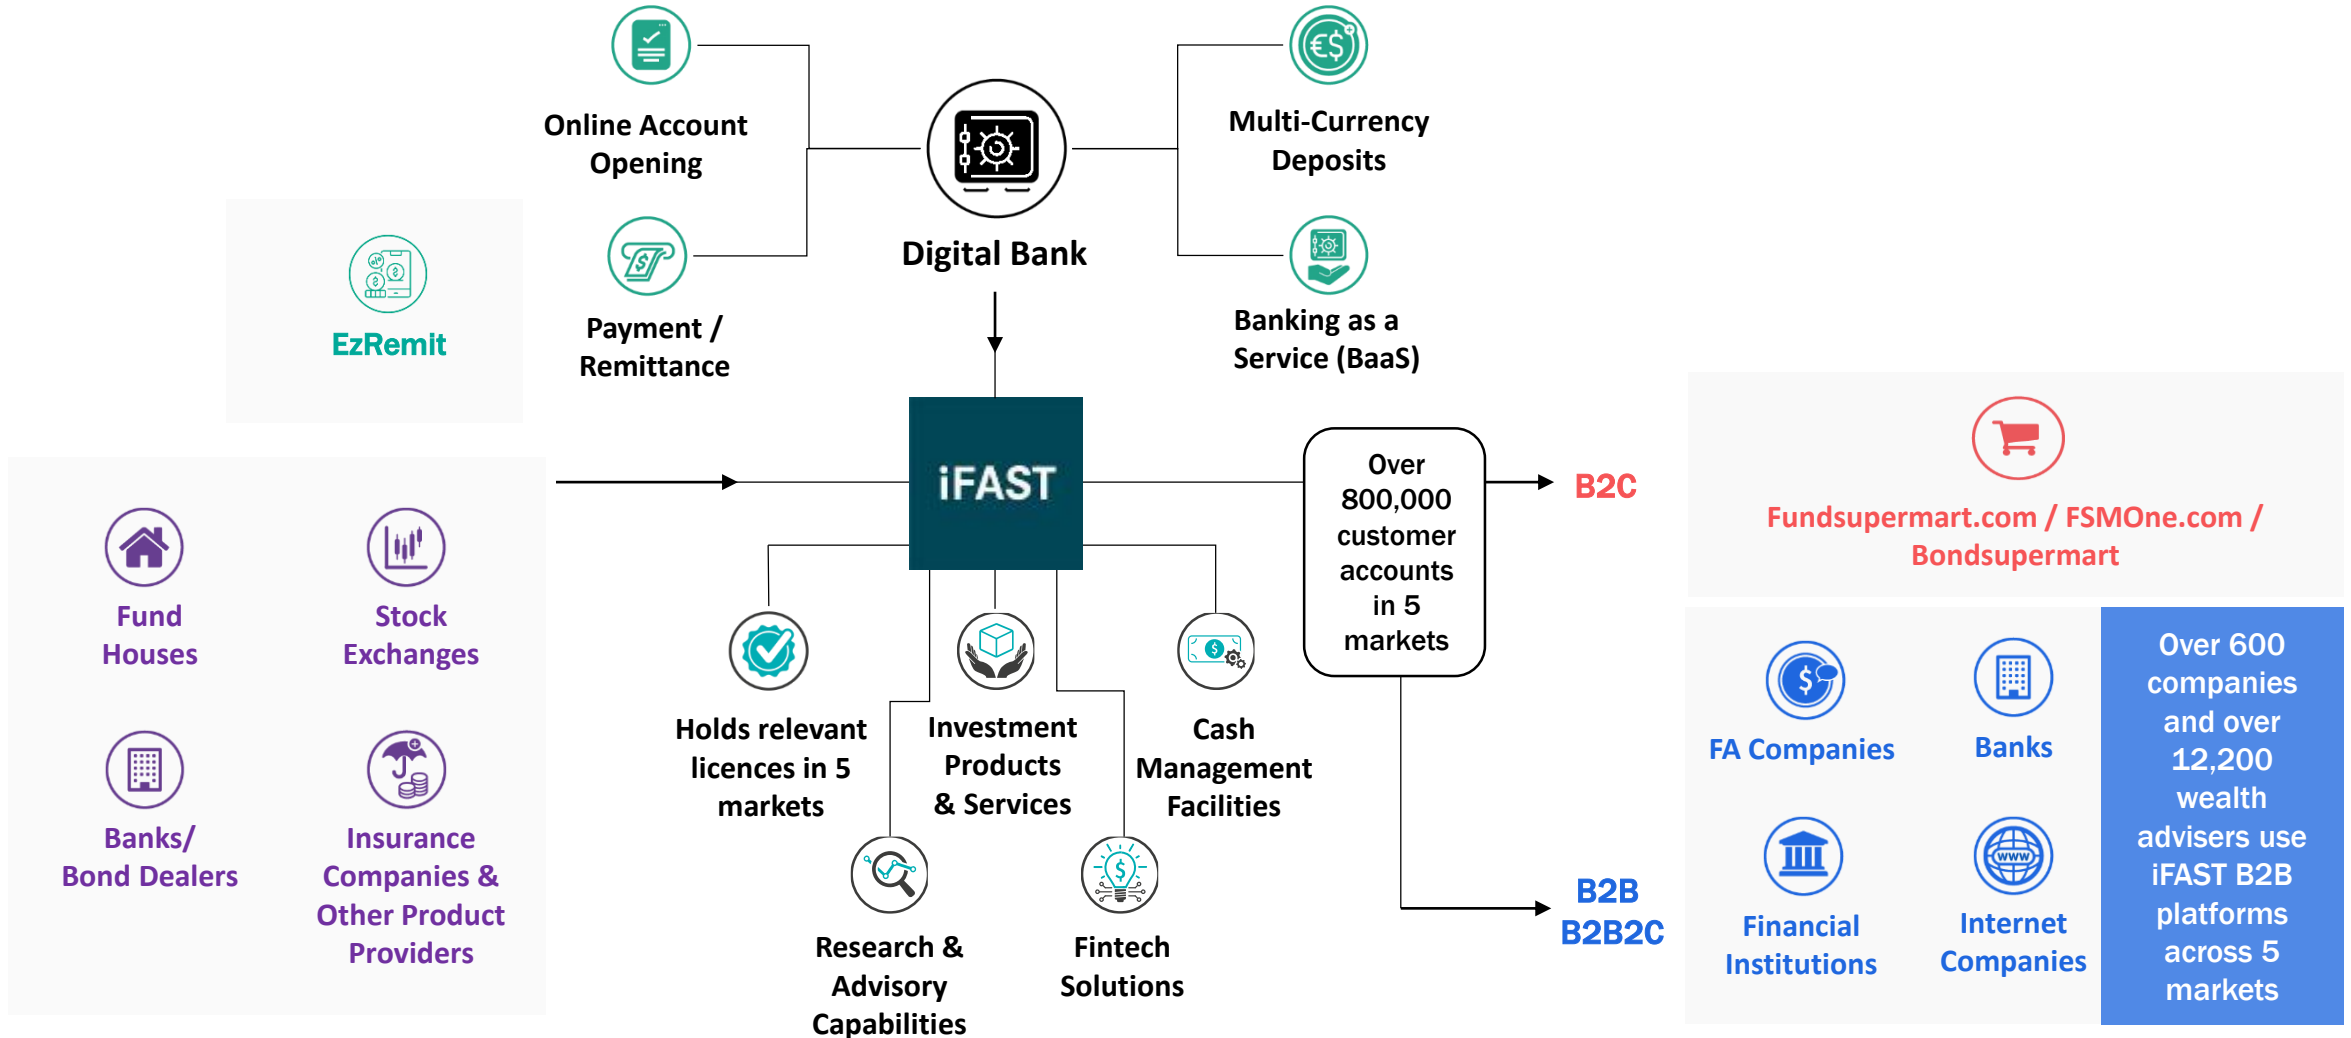 Online Account
Opening
Multi-Currency
Deposits
Digital Bank
EzRemit
Payment /
Remittance
Banking as a
Service (BaaS)
iFAST
Over
800,000
customer
accounts
in 5
markets
B2C
Fundsupermart.com / FSMOne.com /
Bondsupermart
Fund
Houses
Stock
Exchanges
Banks/
Bond Dealers
Insurance
Companies &
Other Product
Providers
Holds relevant
licences in 5
markets
Investment
Products
& Services
Cash
Management
Facilities
Research &
Advisory
Capabilities
Fintech
Solutions
B2B
B2B2C
FA Companies
Banks
Financial
Institutions
www
Internet
Companies
Over 600
companies
and over
12,200
wealth
advisers use
iFAST B2B
platforms
across 5
markets